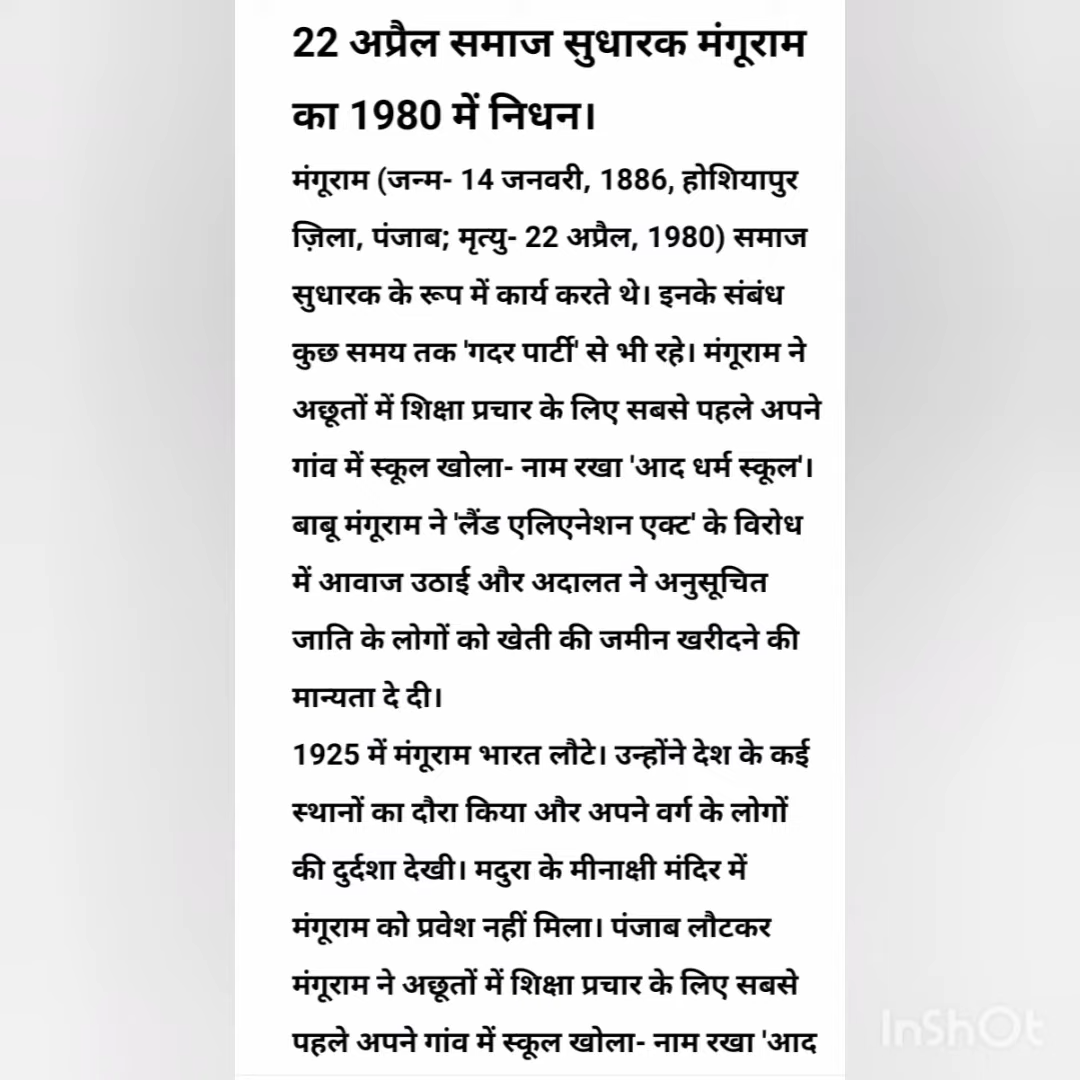 22 अप्रैल समाज सुधारक मंगूराम
का 1980 में निधन।
मंगूराम (जन्म- 14 जनवरी, 1886, होशियापुर
ज़िला, पंजाब; मृत्यु- 22 अप्रैल, 1980) समाज
सुधारक के रूप में कार्य करते थे। इनके संबंध
कुछ समय तक 'गदर पार्टी' से भी रहे। मंगूराम ने
अछूतों में शिक्षा प्रचार के लिए सबसे पहले अपने
गांव में स्कूल खोला- नाम रखा 'आद धर्म स्कूल'।
बाबू मंगूराम ने 'लैंड एलिएनेशन एक्ट' के विरोध
में आवाज उठाई और अदालत ने अनुसूचित
जाति के लोगों को खेती की जमीन खरीदने की
मान्यता दे दी।
1925 में मंगूराम भारत लौटे। उन्होंने देश के कई
स्थानों का दौरा किया और अपने वर्ग के लोगों
की दुर्दशा देखी। मदुरा के मीनाक्षी मंदिर में
मंगूराम को प्रवेश नहीं मिला। पंजाब लौटकर
मंगूराम ने अछूतों में शिक्षा प्रचार के लिए सबसे
पहले अपने गांव में स्कूल खोला- नाम रखा 'आद
InShOt